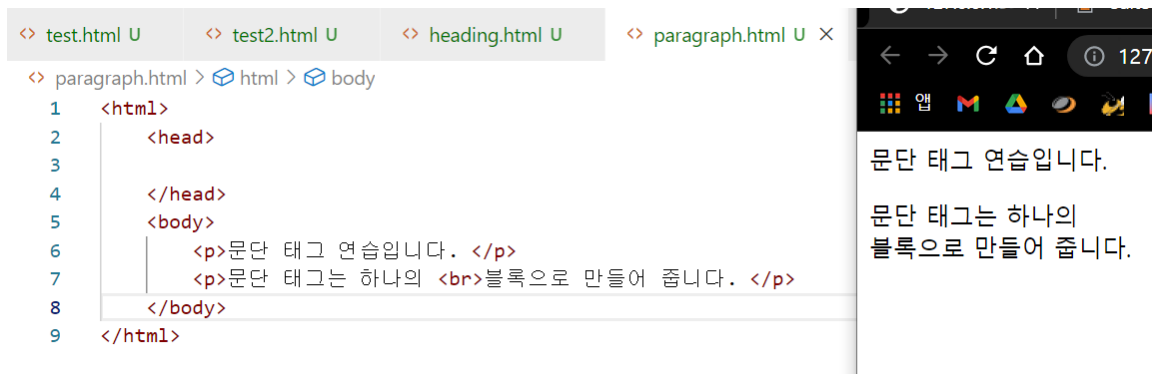 test.html U test2.html U heading.html U paragraph.html U
127
paragraph.html > html > body
앱
1 <html>
2 <head>
3
4 </head>
5 <body>
6 <p>문단 태그 연습입니다. </p>
7 <p>문단 태그는 하나의 <br>블록으로 만들어 줍니다. </p>
8 </body>
9 </html>
문단 태그 연습입니다.
문단 태그는 하나의
블록으로 만들어 줍니다.